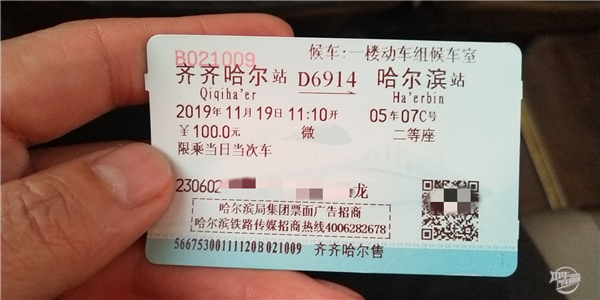 候车:一楼动车组候车室
B021009
齐齐哈尔站 D6914 哈尔滨站
Qiqiha'er Ha'erbin
2019年11月19日11:10开 05车07C号
￥100.0元 微 二等座
限乘当日当次车
230602 龙
哈尔滨局集团票面广告招商
哈尔滨铁路传媒招商热线4006282678
56675300111120B021009 齐齐哈尔售